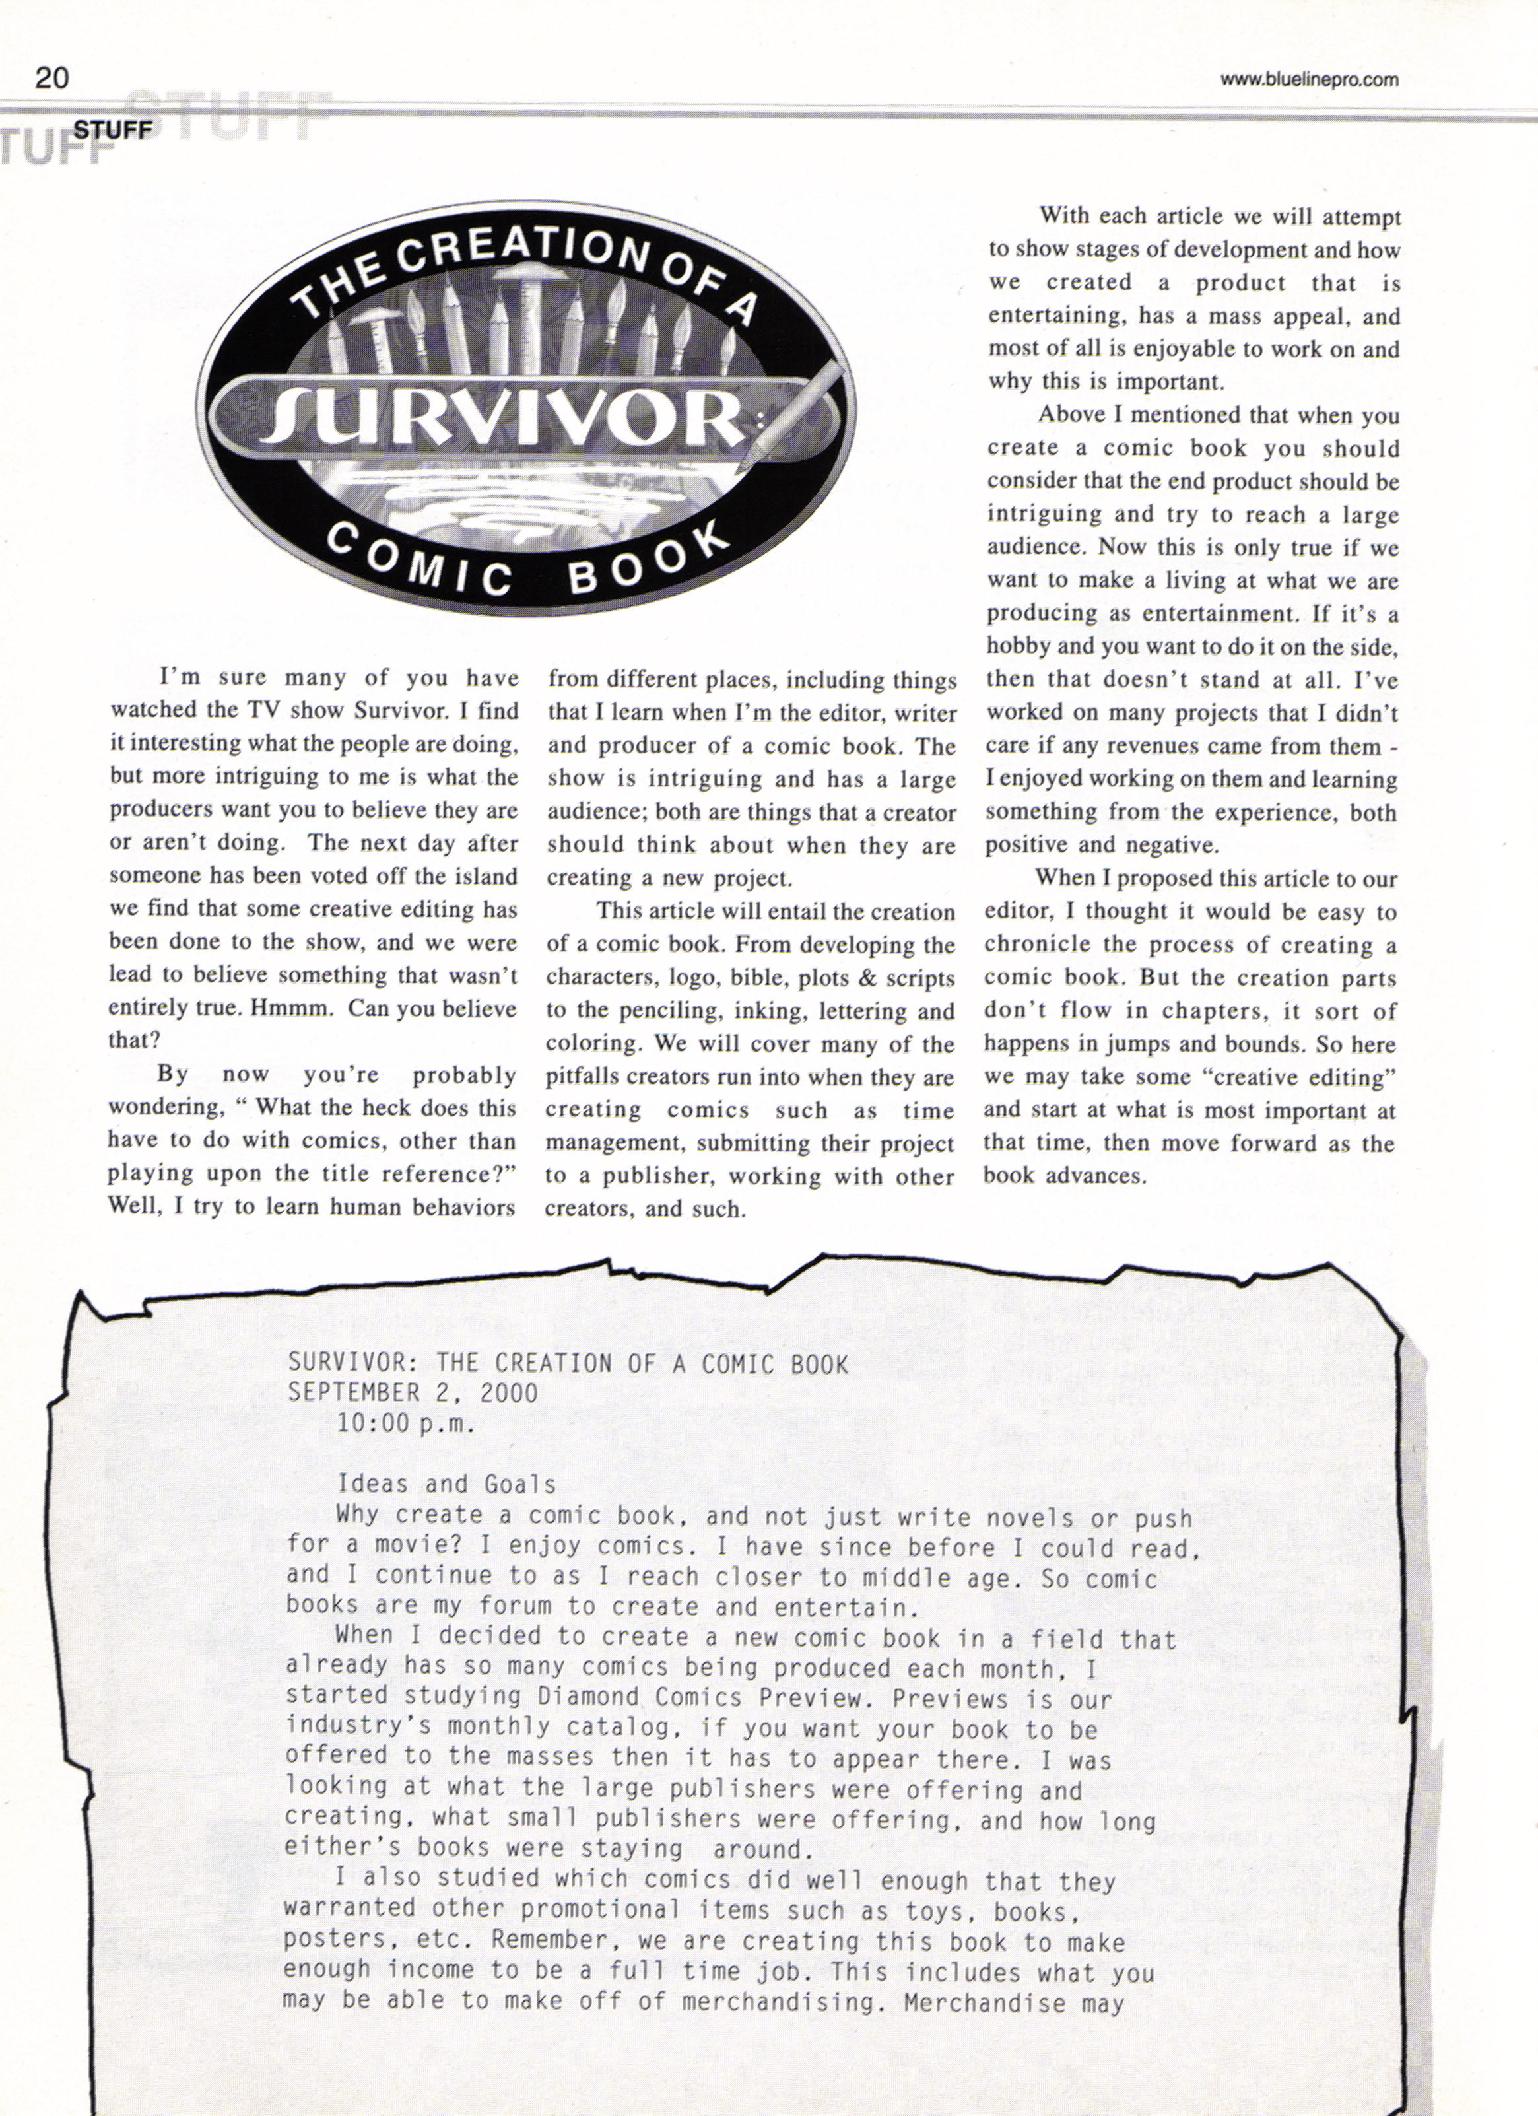 20
www.bluelinepro.com
STUFF
STUFF
TUFF
THE CREATION OF A
SURVIVOR:
COMIC BOOK
I'm sure many of you have
watched the TV show Survivor. I find
it interesting what the people are doing,
but more intriguing to me is what the
producers want you to believe they are
or aren't doing. The next day after
someone has been voted off the island
we find that some creative editing has
been done to the show, and we were
lead to believe something that wasn't
entirely true. Hmmm. Can you believe
that?
By now you're probably
wondering, " What the heck does this
have to do with comics, other than
playing upon the title reference?"
Well, I try to learn human behaviors
from different places, including things
that I learn when I'm the editor, writer
and producer of a comic book. The
show is intriguing and has a large
audience; both are things that a creator
should think about when they are
creating a new project.
This article will entail the creation
of a comic book. From developing the
characters, logo, bible, plots & scripts
to the penciling, inking, lettering and
coloring. We will cover many of the
pitfalls creators run into when they are
creating comics such as time
management, submitting their project
to a publisher, working with other
creators, and such.
With each article we will attempt
to show stages of development and how
we created a product that is
entertaining, has a mass appeal, and
most of all is enjoyable to work on and
why this is important.
Above I mentioned that when you
create a comic book you should
consider that the end product should be
intriguing and try to reach a large
audience. Now this is only true if we
want to make a living at what we are
producing as entertainment. If it's a
hobby and you want to do it on the side,
then that doesn't stand at all. I've
worked on many projects that I didn't
care if any revenues came from them -
I enjoyed working on them and learning
something from the experience, both
positive and negative.
When I proposed this article to our
editor, I thought it would be easy to
chronicle the process of creating a
comic book. But the creation parts
don't flow in chapters, it sort of
happens in jumps and bounds. So here
we may take some "creative editing"
and start at what is most important at
that time, then move forward as the
book advances.
SURVIVOR: THE CREATION OF A COMIC BOOK
SEPTEMBER 2, 2000
10:00 p.m.
Ideas and Goals
Why create a comic book, and not just write novels or push
for a movie? I enjoy comics. I have since before I could read,
and I continue to as I reach closer to middle age. So comic
books are my forum to create and entertain.
When I decided to create a new comic book in a field that
already has so many comics being produced each month, I
started studying Diamond Comics Preview. Previews is our
industry's monthly catalog, if you want your book to be
offered to the masses then it has to appear there. I was
looking at what the large publishers were offering and
creating, what small publishers were offering, and how long
either's books were staying around.
I also studied which comics did well enough that they
warranted other promotional items such as toys, books,
posters, etc. Remember, we are creating this book to make
enough income to be a full time job. This includes what you
may be able to make off of merchandising. Merchandise may